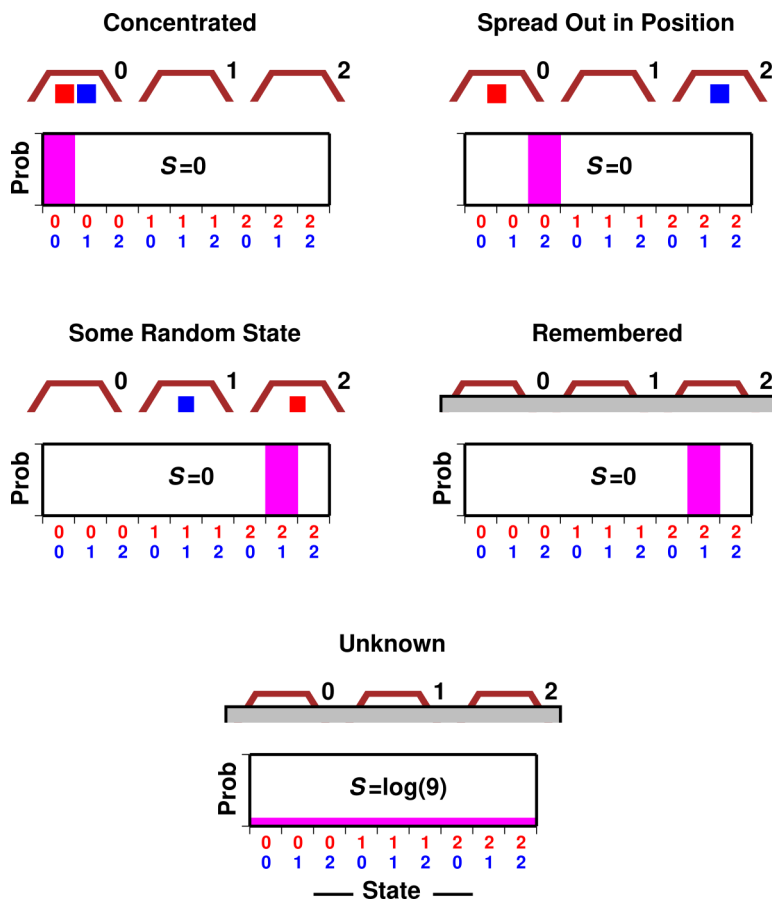 Concentrated
0 1 2
Prob
S=0
0 0 0 1 1 1 2 2 2
0 1 2 0 1 2 0 1 2
Spread Out in Position
0 1 2
S=0
0 0 0 1 1 1 2 2 2
0 1 2 0 1 2 0 1 2
Some Random State
0 1 2
Prob
S=0
0 0 0 1 1 1 2 2 2
0 1 2 0 1 2 0 1 2
Remembered
0 1 2
Prob
S=0
0 0 0 1 1 1 2 2 2
0 1 2 0 1 2 0 1 2
Unknown
0 1 2
Prob
S=log(9)
0 0 0 1 1 1 2 2 2
0 1 2 0 1 2 0 1 2
State